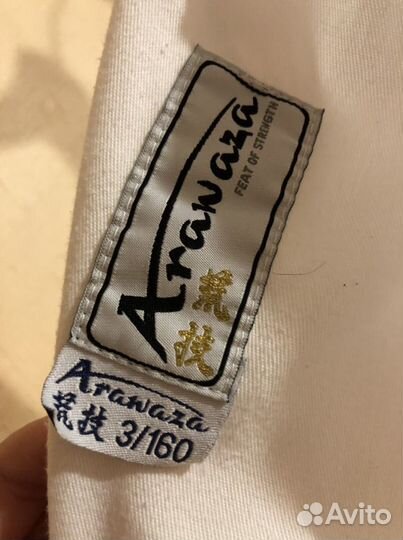 Arawaza
FEAT OF STRENGTH
荒技
Arawaza
荒技 3/160
Avito